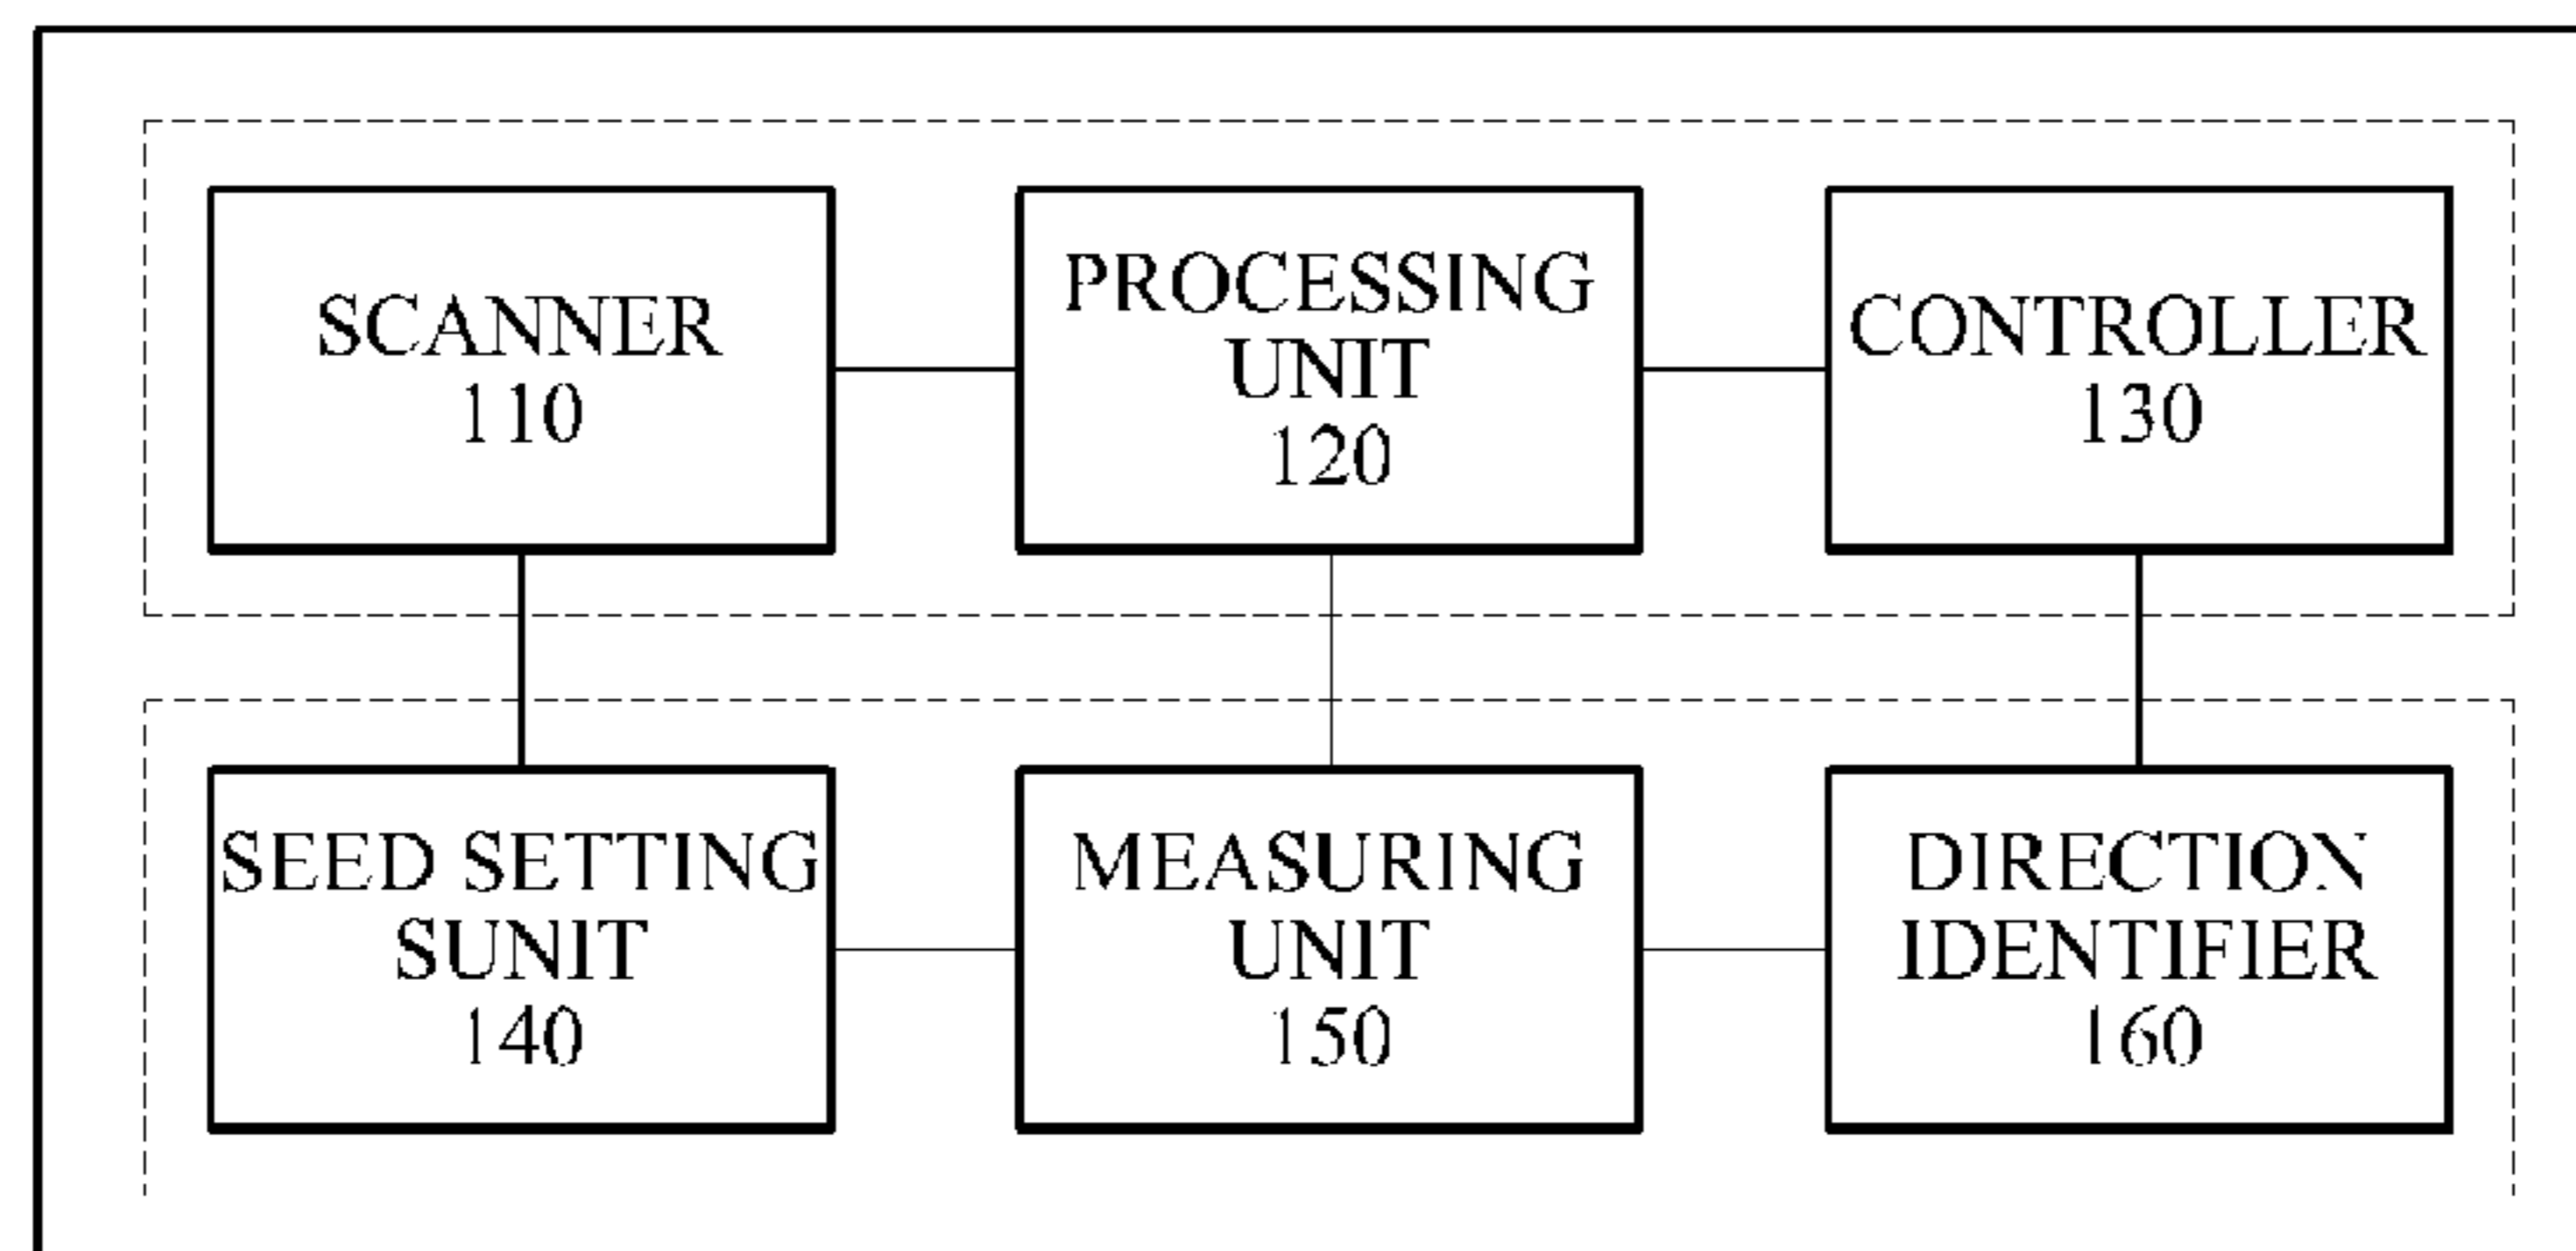 SCANNER
110
PROCESSING
UNIT
120
CONTROLLER
130
SEED SETTING
SUNIT
140
MEASURING
UNIT
150
DIRECTION
IDENTIFIER
160